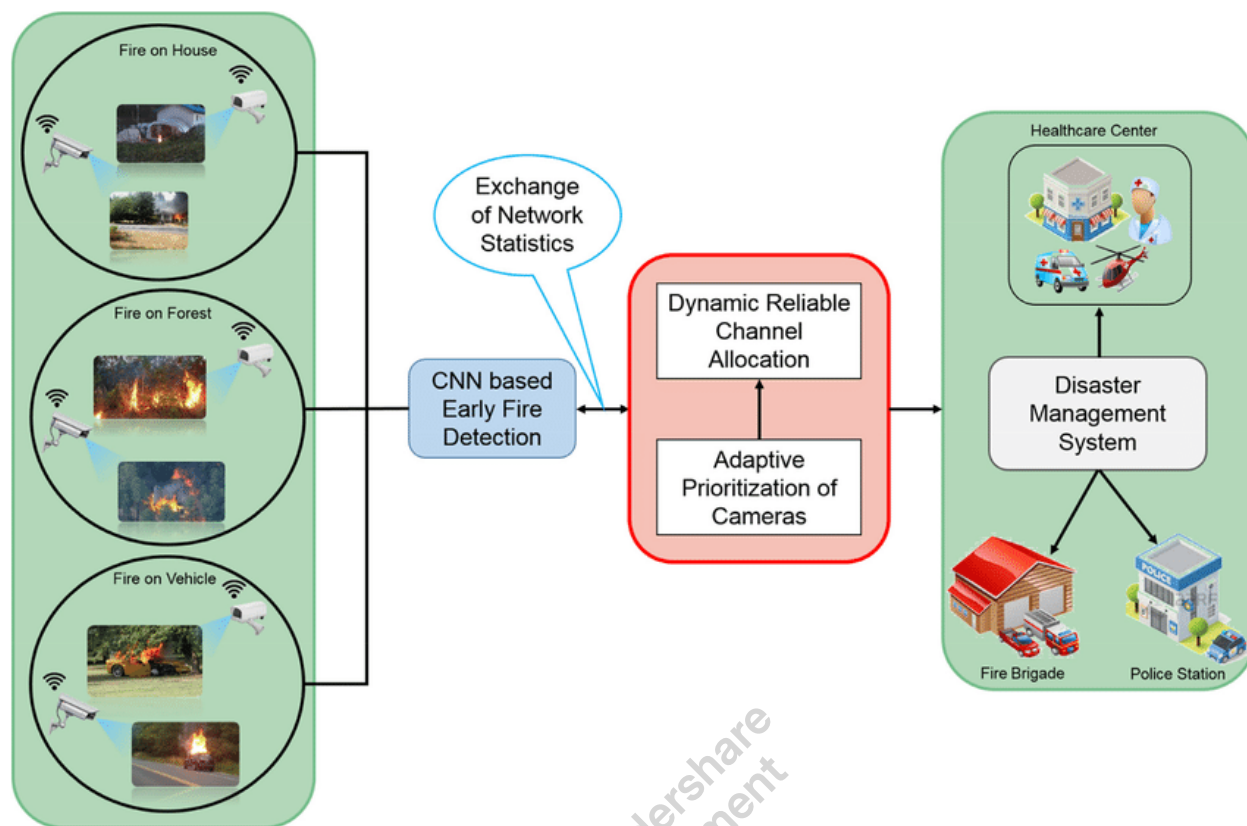 Fire on House
Fire on Forest
Fire on Vehicle
Exchange
of Network
Statistics
CNN based
Early Fire
Detection
Dynamic Reliable
Channel
Allocation
Adaptive
Prioritization of
Cameras
Healthcare Center
Disaster
Management
System
POLICE
Fire Brigade
Police Station